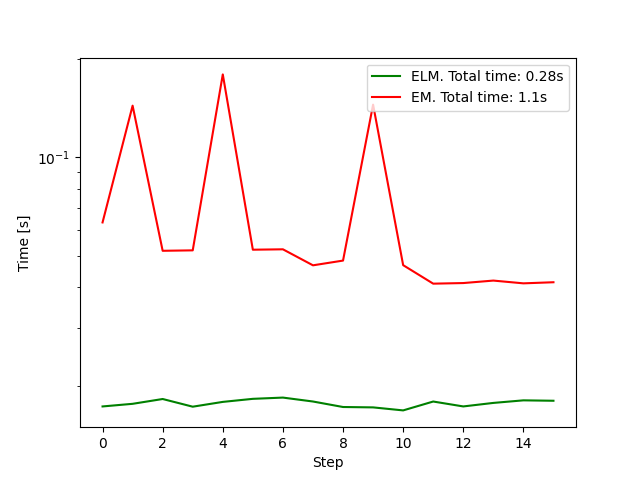 ELM. Total time: 0.28s
EM. Total time: 1.1s
10⁻¹
Time [s]
0 2 4 6 8 10 12 14
Step